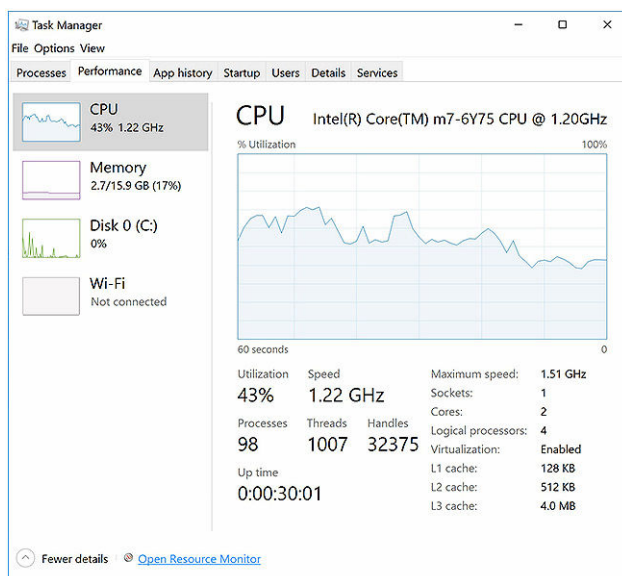 Task Manager
File Options View
Processes Performance App history Startup Users Details Services
CPU
43% 1.22 GHz
Memory
2.7/15.9 GB (17%)
Disk 0 (C:)
0%
Wi-Fi
Not connected
CPU Intel(R) Core(TM) m7-6Y75 CPU @ 1.20GHz
% Utilization 100%
60 seconds 0
Utilization Speed
43% 1.22 GHz
Processes Threads Handles
98 1007 32375
Up time
0:00:30:01
Maximum speed: 1.51 GHz
Sockets: 1
Cores: 2
Logical processors: 4
Virtualization: Enabled
L1 cache: 128 KB
L2 cache: 512 KB
L3 cache: 4.0 MB
Fewer details Open Resource Monitor